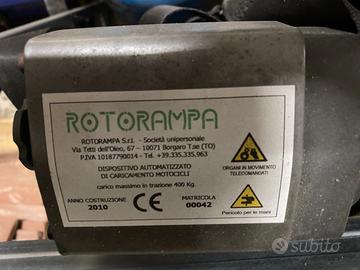 ROTORAMPA
ROTORAMPA S.r.l. - Società unipersonale
Via Tetti dell'Oleo, 67 – 10071 Borgaro T.se (TO)
P.IVA 10187790014 - Tel. +39.335.335.963
DISPOSITIVO AUTOMATIZZATO
DI CARICAMENTO MOTOCICLI
carico massimo in trazione 400 Kg.
ORGANI IN MOVIMENTO
TELECOMANDATI
ANNO COSTRUZIONE
2010
CE
MATRICOLA
00042
Pericolo per le mani
subito